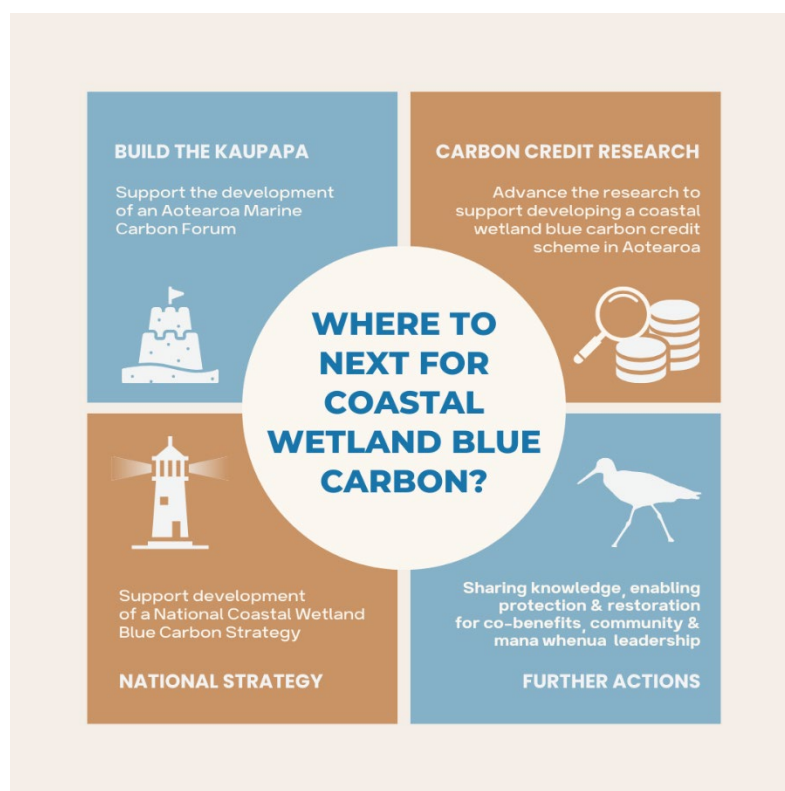 BUILD THE KAUPAPA
Support the development
of an Aotearoa Marine
Carbon Forum
CARBON CREDIT RESEARCH
Advance the research to
support developing a coastal
wetland blue carbon credit
scheme in Aotearoa
WHERE TO
NEXT FOR
COASTAL
WETLAND BLUE
CARBON?
Support development
of a National Coastal Wetland
Blue Carbon Strategy
NATIONAL STRATEGY
Sharing knowledge, enabling
protection & restoration
for co-benefits, community &
mana whenua leadership
FURTHER ACTIONS